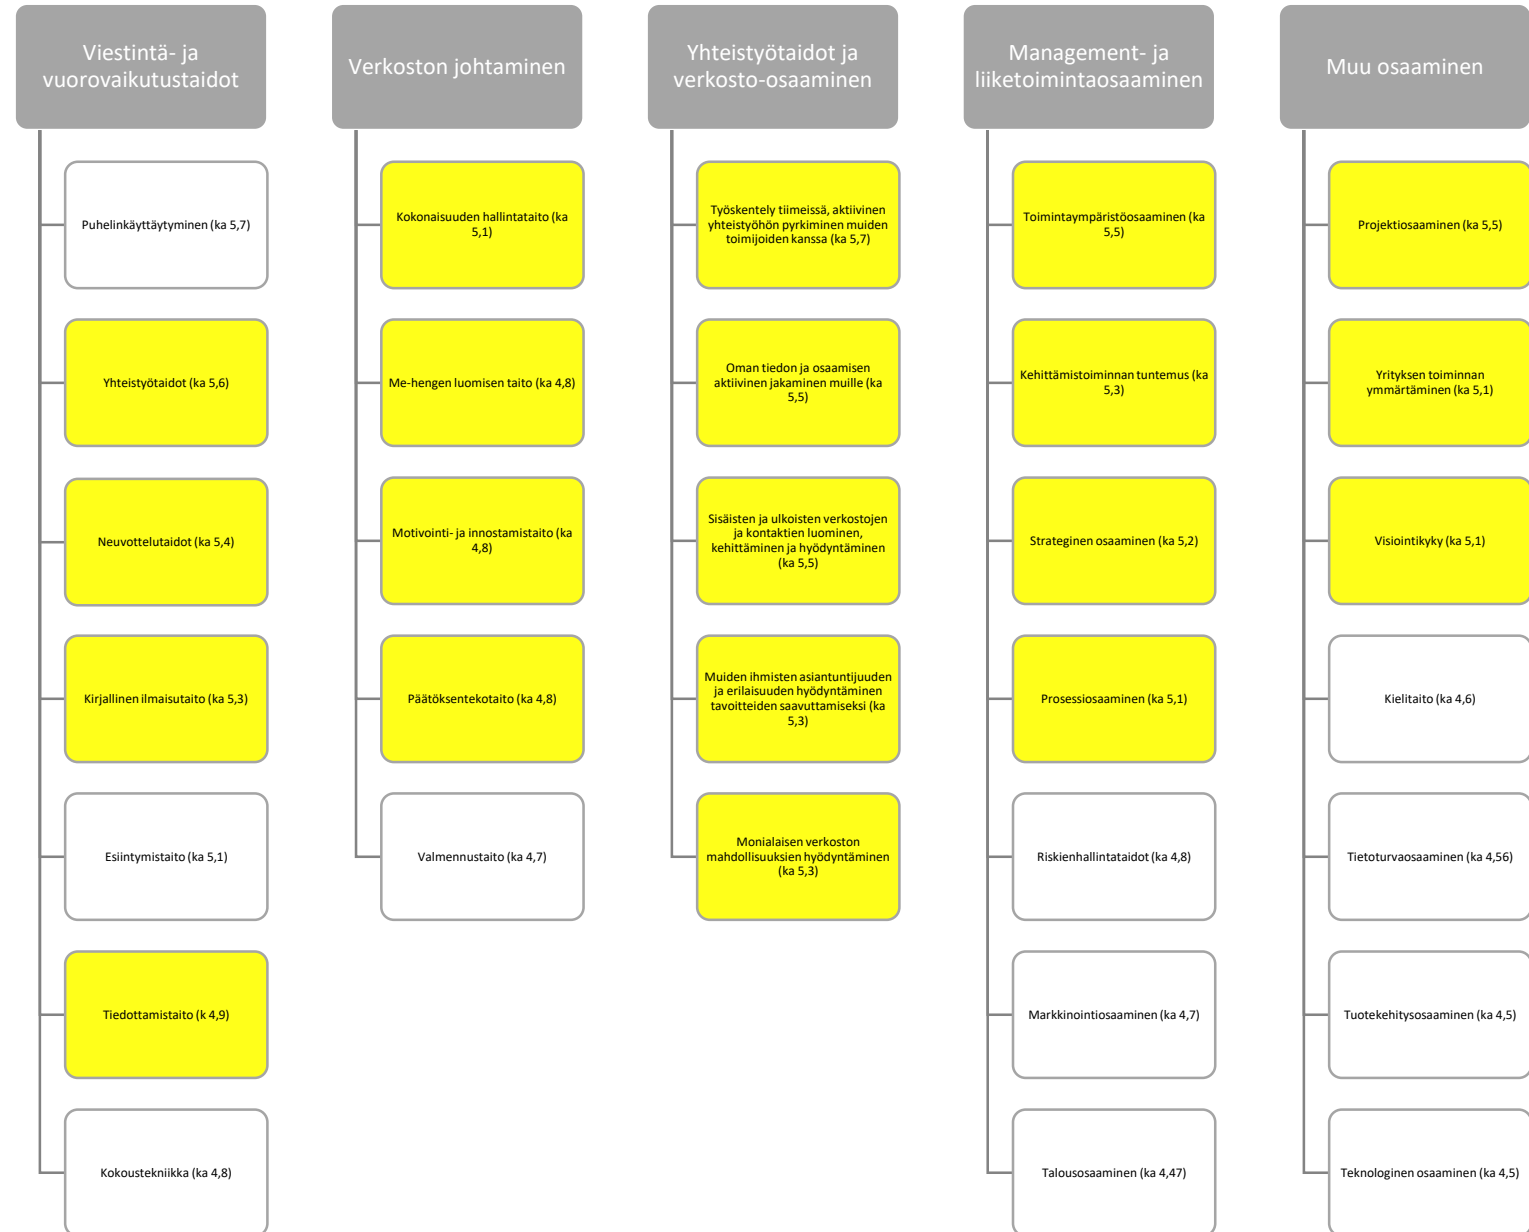 Viestintä- ja
vuorovaikutustaidot
Puhelinkäyttäytyminen (ka 5,7)
Yhteistyötaidot (ka 5,6)
Neuvottelutaidot (ka 5,4)
Kirjallinen ilmaisutaito (ka 5,3)
Esiintymistaito (ka 5,1)
Tiedottamistaito (k 4,9)
Kokoustekniikka (ka 4,8)
Verkoston johtaminen
Kokonaisuuden hallintataito (ka
5,1)
Me-hengen luomisen taito (ka 4,8)
Motivointi- ja innostamistaito (ka
4,8)
Päätöksentekotaito (ka 4,8)
Valmennustaito (ka 4,7)
Yhteistyötaidot ja
verkosto-osaaminen
Työskentely tiimeissä, aktiivinen
yhteistyöhön pyrkiminen muiden
toimijoiden kanssa (ka 5,7)
Oman tiedon ja osaamisen
aktiivinen jakaminen muille (ka
5,5)
Sisäisten ja ulkoisten verkostojen
ja kontaktien luominen,
kehittäminen ja hyödyntäminen
(ka 5,5)
Muiden ihmisten asiantuntijuuden
ja erilaisuuden hyödyntäminen
tavoitteiden saavuttamiseksi (ka
5,3)
Monialaisen verkoston
mahdollisuuksien hyödyntäminen
(ka 5,3)
Management- ja
liiketoimintaosaaminen
Toimintaympäristöosaaminen (ka
5,5)
Kehittämistoiminnan tuntemus (ka
5,3)
Strateginen osaaminen (ka 5,2)
Prosessiosaaminen (ka 5,1)
Riskienhallintataidot (ka 4,8)
Markkinointiosaaminen (ka 4,7)
Talousosaaminen (ka 4,47)
Muu osaaminen
Projektiosaaminen (ka 5,5)
Yrityksen toiminnan
ymmärtäminen (ka 5,1)
Visiointikyky (ka 5,1)
Kielitaito (ka 4,6)
Tietoturvaosaaminen (ka 4,56)
Tuotekehitysosaaminen (ka 4,5)
Teknologinen osaaminen (ka 4,5)